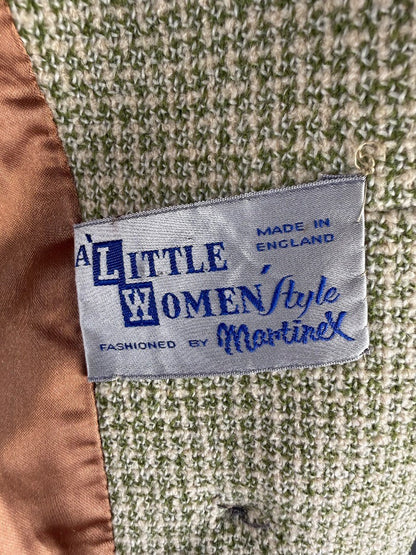 A 'LITTLE
WOMEN' Style
MADE IN
ENGLAND
FASHIONED BY Martinex